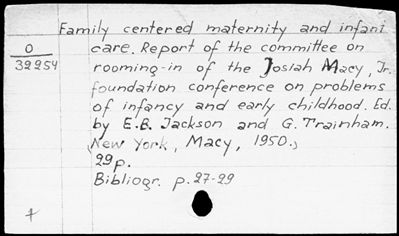 Family centered maternity and infant
O
39254
care. Report of the committee on
rooming-in of the Josiah Macy, Jr.
foundation conference on problems
of infancy and early childhood. Ed.
by E.B. Jackson and G. Trainham.
New York, Macy, 1950.
29p.
Bibliogr. p. 27-29